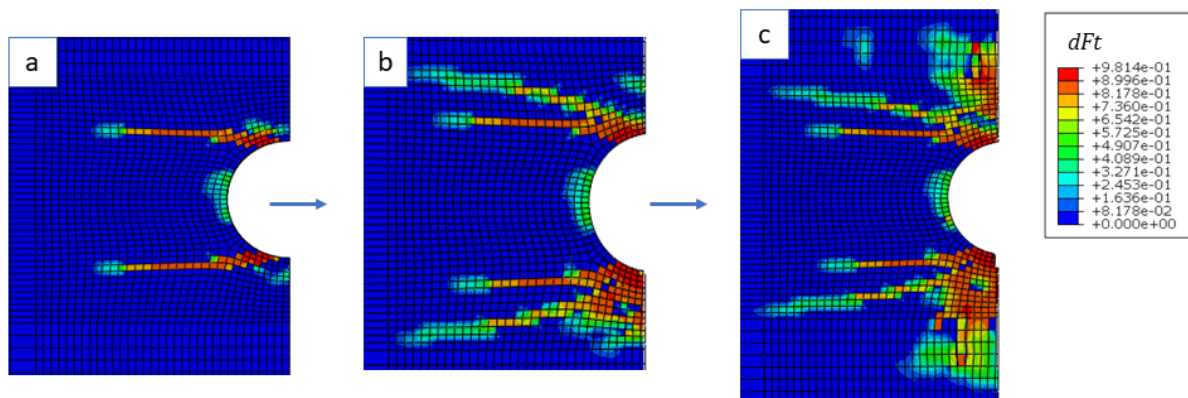 a
b
c
dFt
+9.814e-01
+8.996e-01
+8.178e-01
+7.360e-01
+6.542e-01
+5.725e-01
+4.907e-01
+4.089e-01
+3.271e-01
+2.453e-01
+1.636e-01
+8.178e-02
+0.000e+00